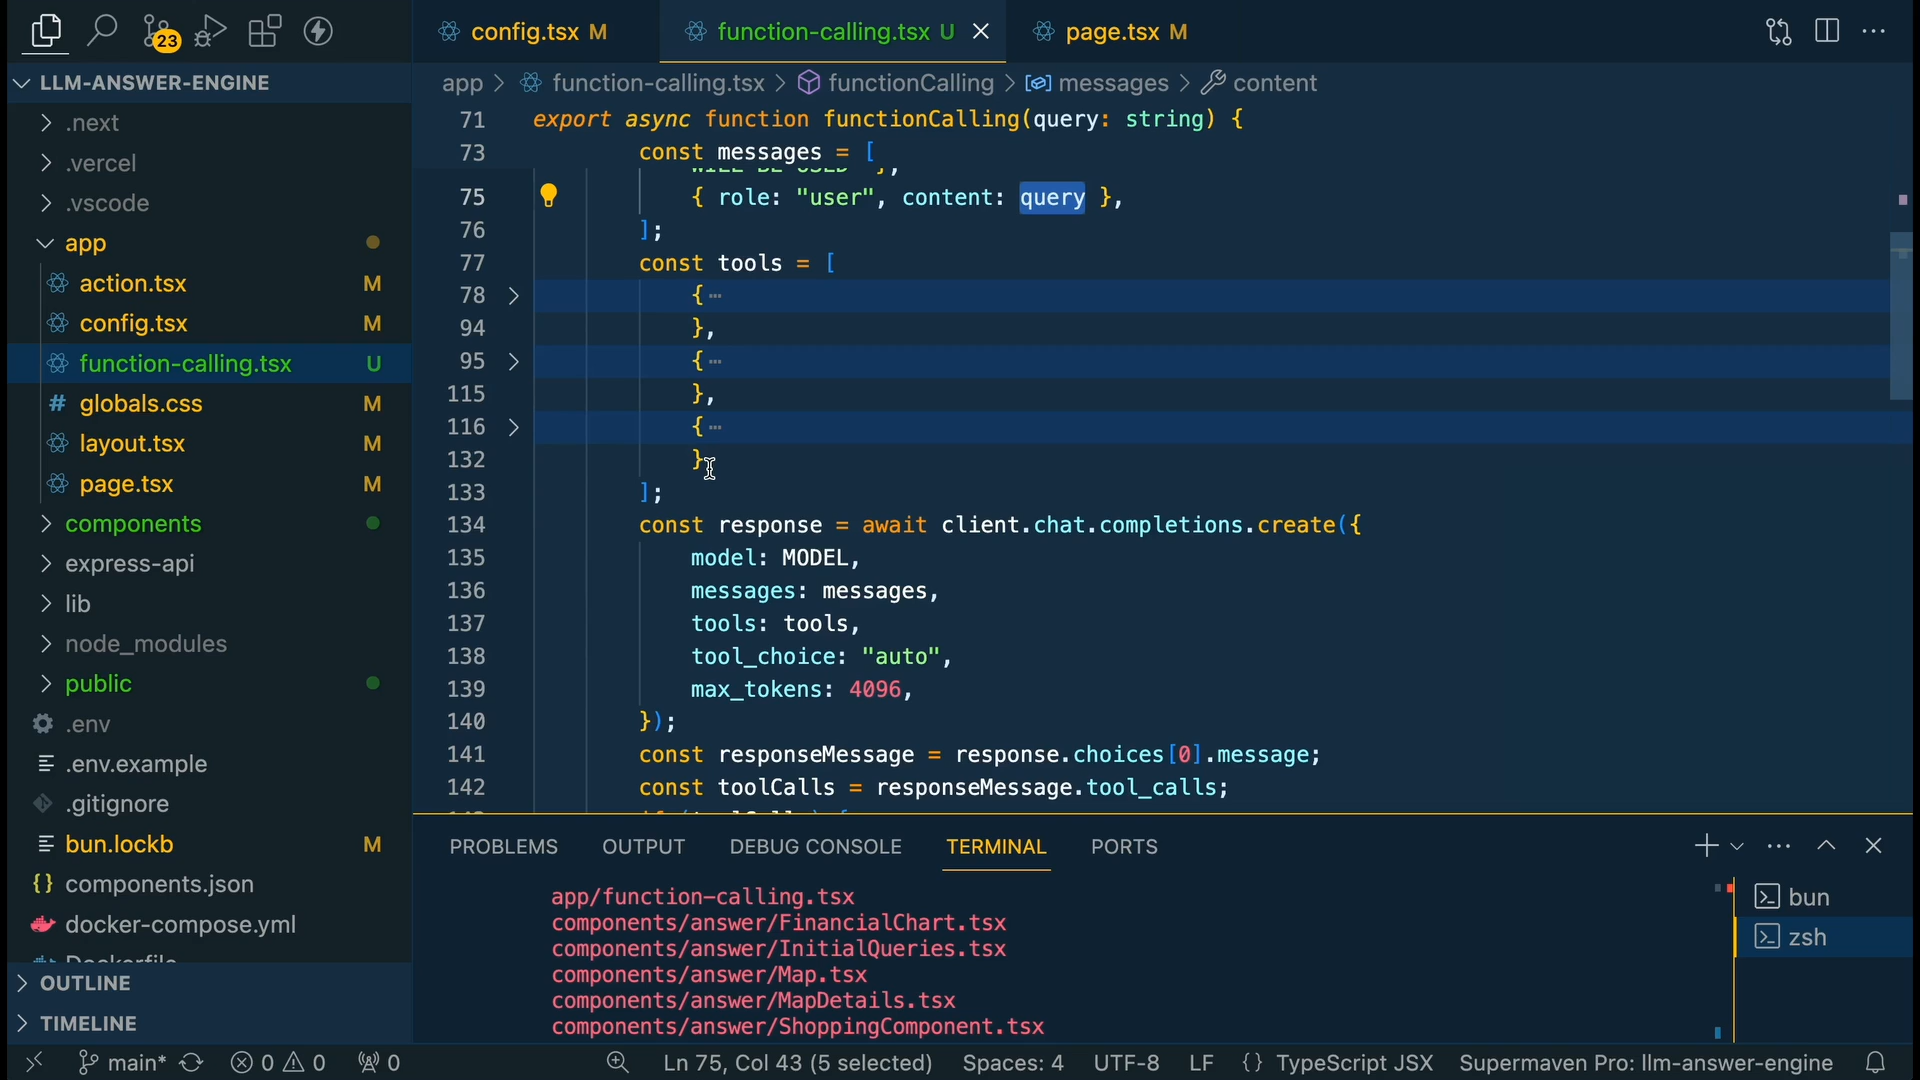 23
config.tsx M
function-calling.tsx U
page.tsx M
LLM-ANSWER-ENGINE
.next
.vercel
.vscode
app
action.tsx M
config.tsx M
function-calling.tsx U
globals.css M
layout.tsx M
page.tsx M
components
express-api
lib
node_modules
public
.env
.env.example
.gitignore
bun.lockb M
components.json
docker-compose.yml
Dockerfile
OUTLINE
TIMELINE
app > function-calling.tsx > functionCalling > messages > content
71 export async function functionCalling(query: string) {
73 const messages = [
WILL BE USED" },
75 { role: "user", content: query },
76 ];
77 const tools = [
78 { ⋯
94 },
95 { ⋯
115 },
116 { ⋯
132 }
133 ];
134 const response = await client.chat.completions.create({
135 model: MODEL,
136 messages: messages,
137 tools: tools,
138 tool_choice: "auto",
139 max_tokens: 4096,
140 });
141 const responseMessage = response.choices[0].message;
142 const toolCalls = responseMessage.tool_calls;
PROBLEMS OUTPUT DEBUG CONSOLE TERMINAL PORTS
app/function-calling.tsx
components/answer/FinancialChart.tsx
components/answer/InitialQueries.tsx
components/answer/Map.tsx
components/answer/MapDetails.tsx
components/answer/ShoppingComponent.tsx
bun
zsh
main* 0 0 0 Ln 75, Col 43 (5 selected) Spaces: 4 UTF-8 LF {} TypeScript JSX Supermaven Pro: llm-answer-engine